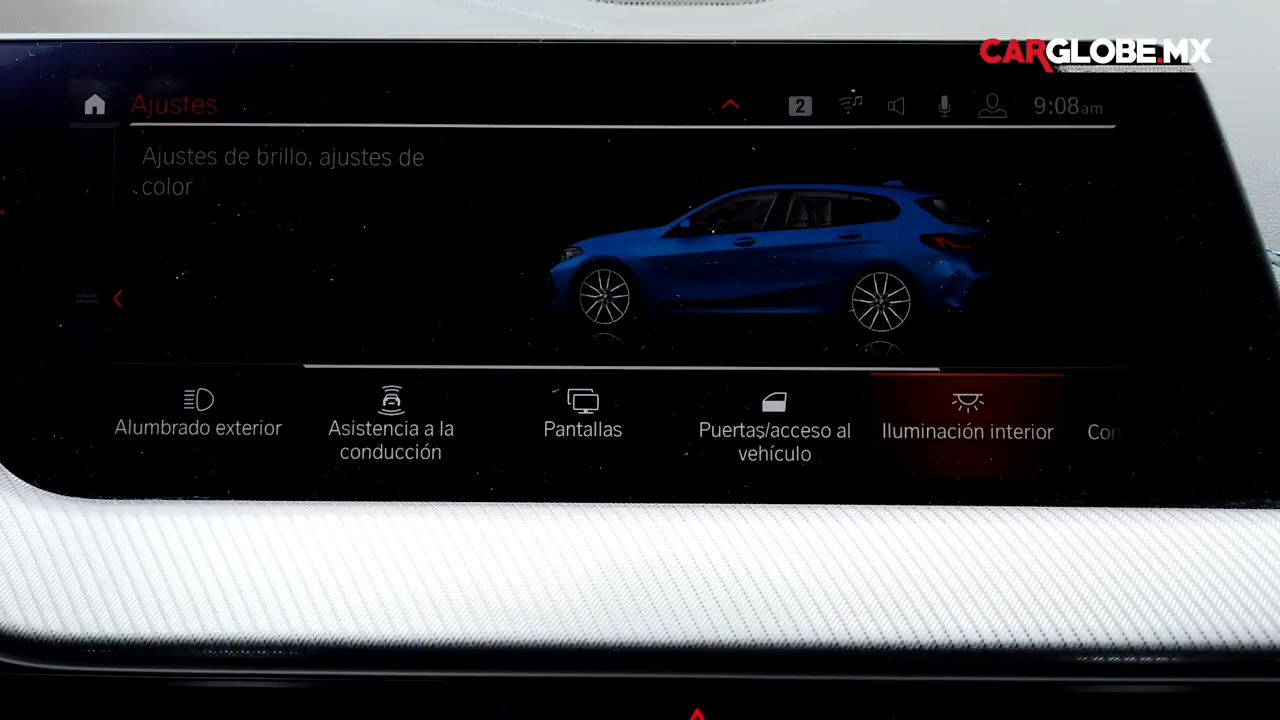 CARGLOBE.MX
Ajustes
2
9:08am
Ajustes de brillo, ajustes de
color
Alumbrado exterior
Asistencia a la
conducción
Pantallas
Puertas/acceso al
vehículo
Iluminación interior
Con